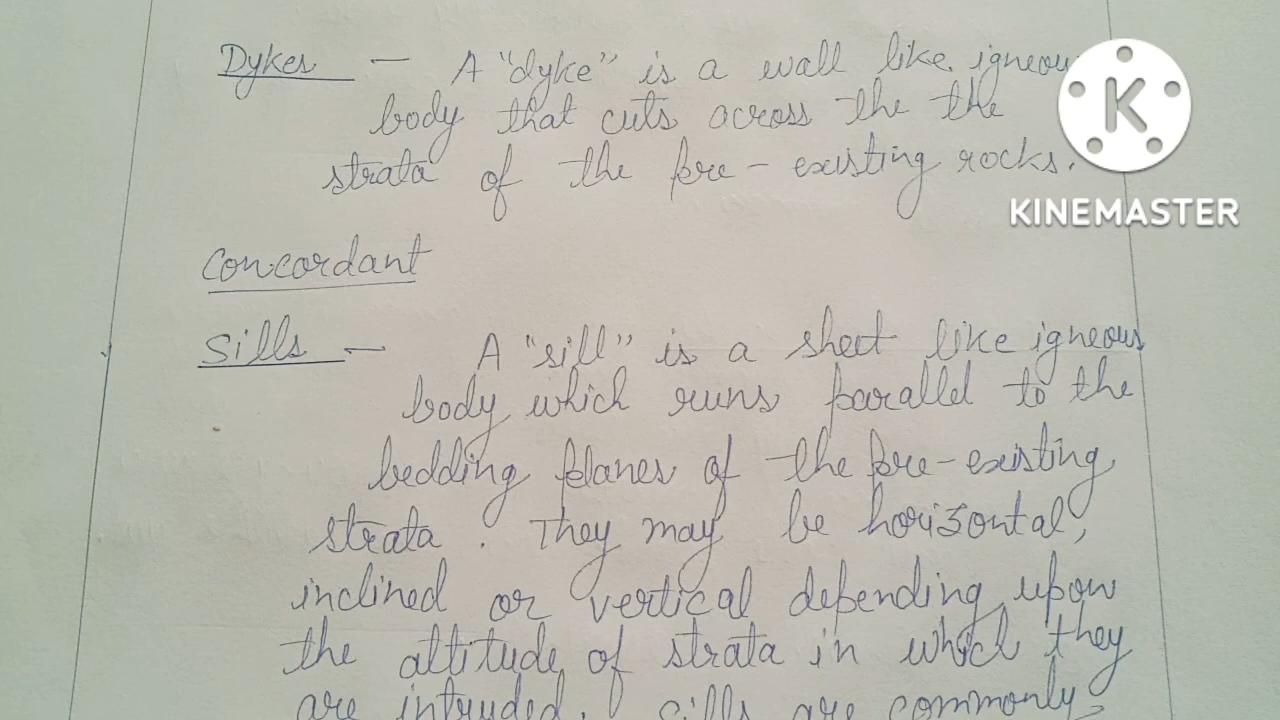 Dykes — A "dyke" is a wall like igneous
body that cuts across the the
strata of the pre - existing rocks.
KINEMASTER
Concordant
Sills — A "sill" is a sheet like igneous
body which runs parallel to the
bedding planes of the pre-existing
strata. They may be horizontal,
inclined or vertical depending upon
the altitude of strata in which they
are intruded. Sills are commonly